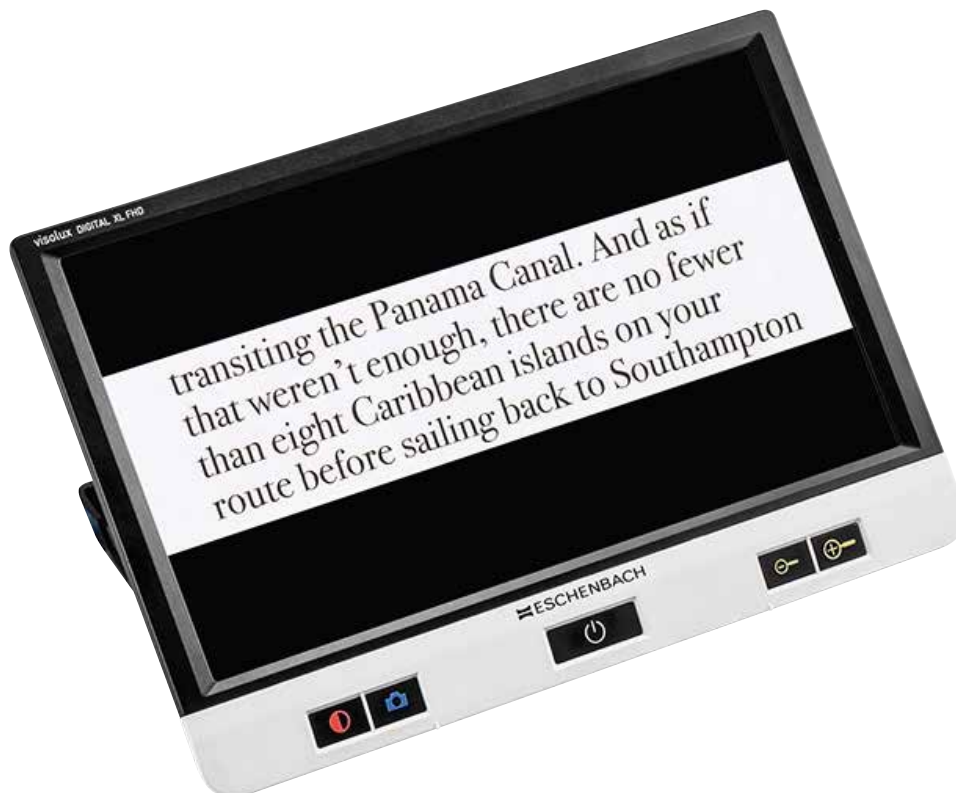 visolux DIGITAL XL FHD
transiting the Panama Canal. And as if
that weren't enough, there are no fewer
than eight Caribbean islands on your
route before sailing back to Southampton
ESCHENBACH